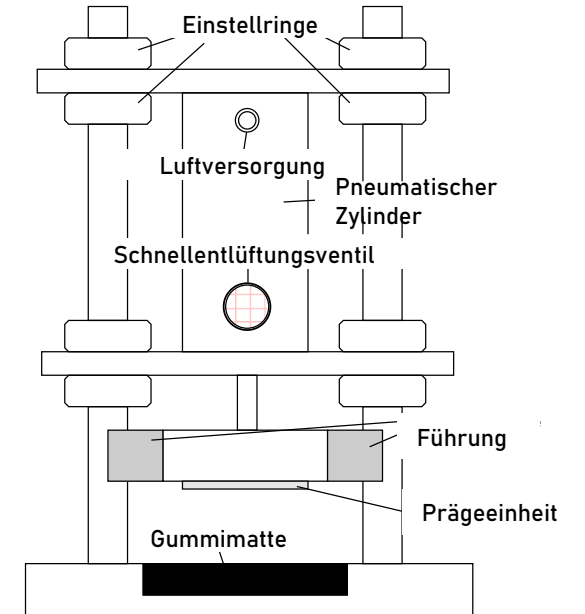 Einstellringe
Luftversorgung
Pneumatischer
Zylinder
Schnellentlüftungsventil
Führung
Prägeeinheit
Gummimatte